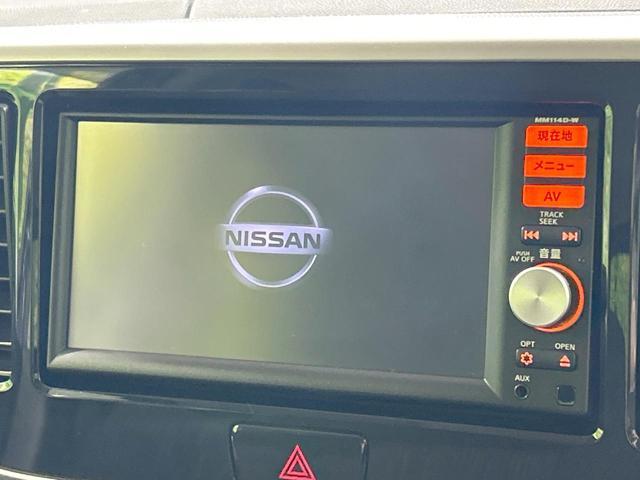 MM114D-W
現在地
メニュー
AV
TRACK
SEEK
PUSH
AV OFF
音量
OPT
OPEN
AUX
NISSAN